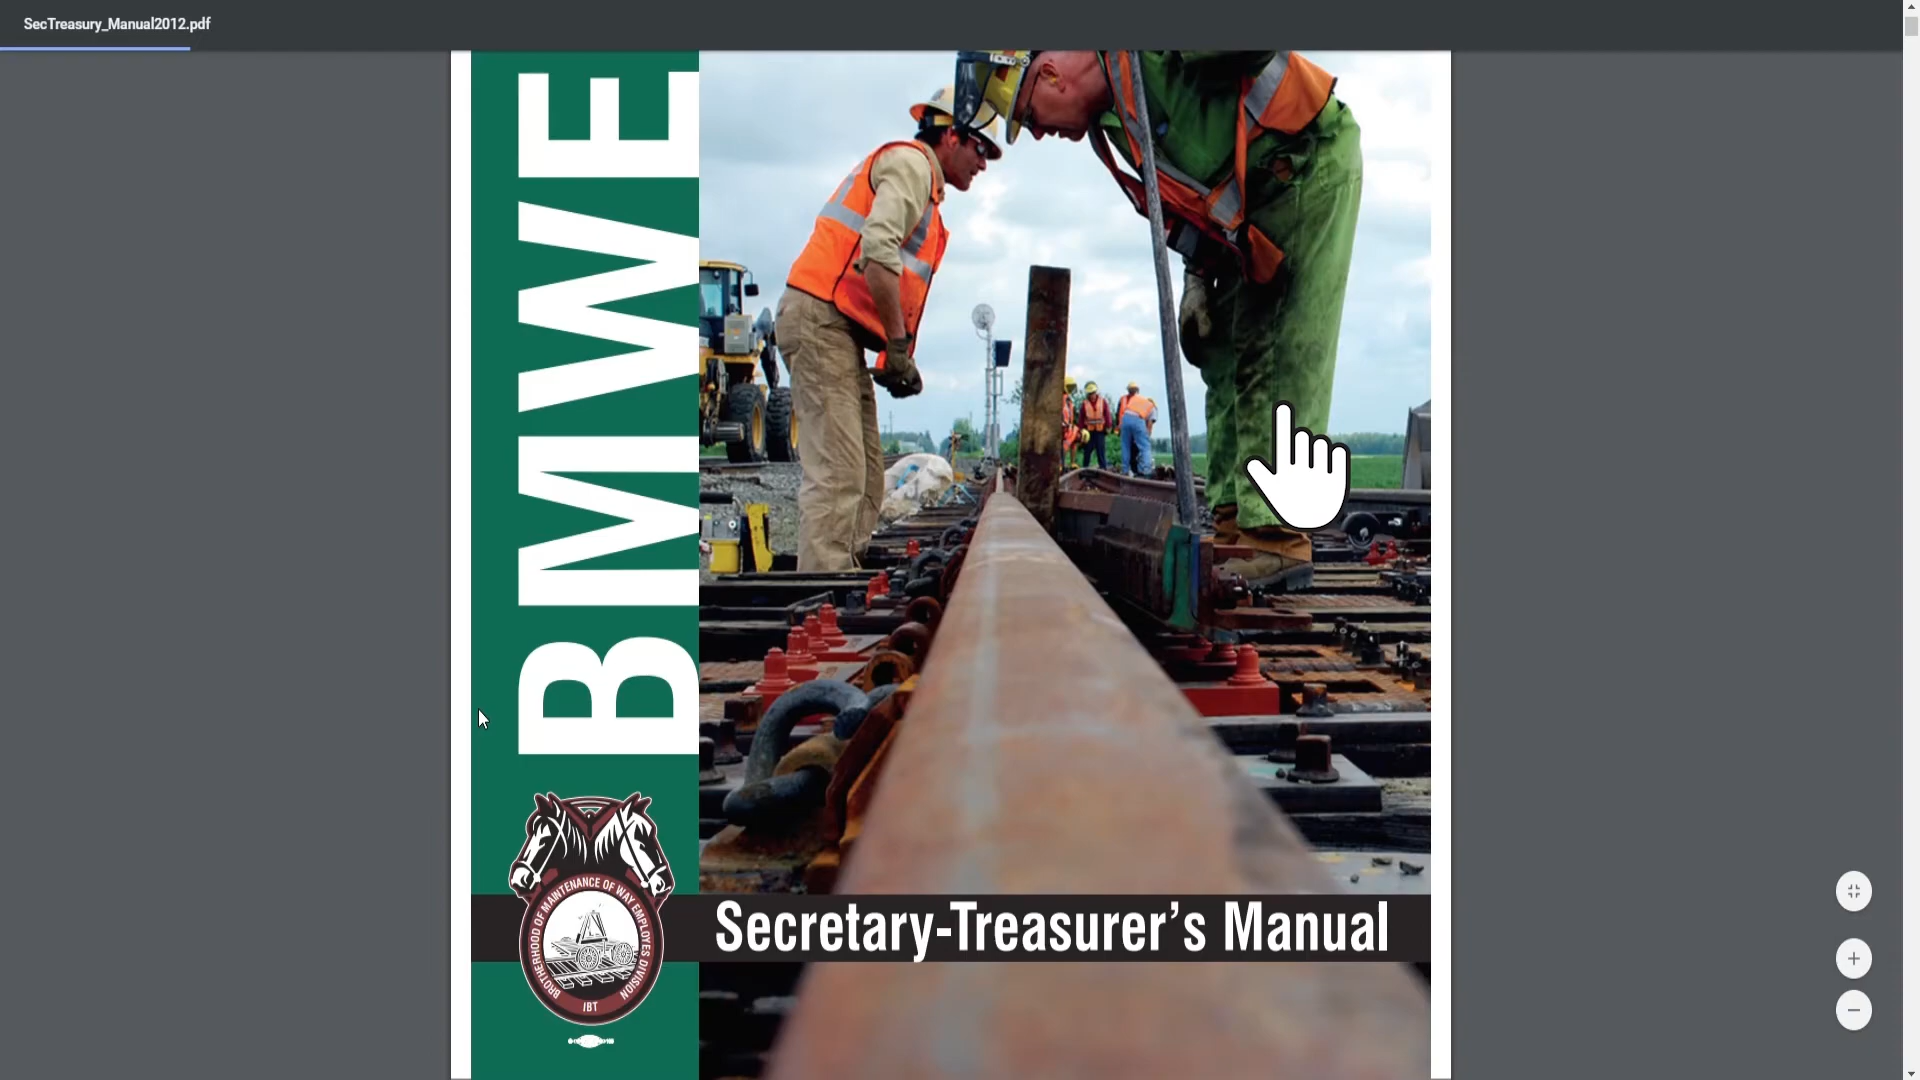 SecTreasury_Manual2012.pdf
BMWE
Secretary-Treasurer's Manual
BROTHERHOOD OF MAINTENANCE OF WAY EMPLOYES DIVISION
IBT